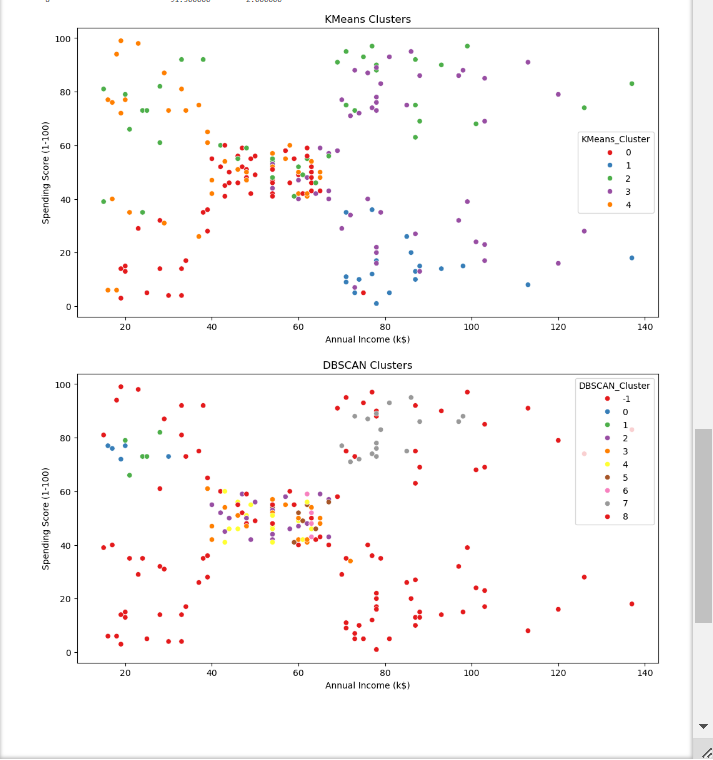 KMeans Clusters
100
80
60
40
20
0
Spending Score (1-100)
KMeans_Cluster
0
1
2
3
4
20 40 60 80 100 120 140
Annual Income (k$)
DBSCAN Clusters
100
80
60
40
20
0
Spending Score (1-100)
DBSCAN_Cluster
-1
0
1
2
3
4
5
6
7
8
20 40 60 80 100 120 140
Annual Income (k$)